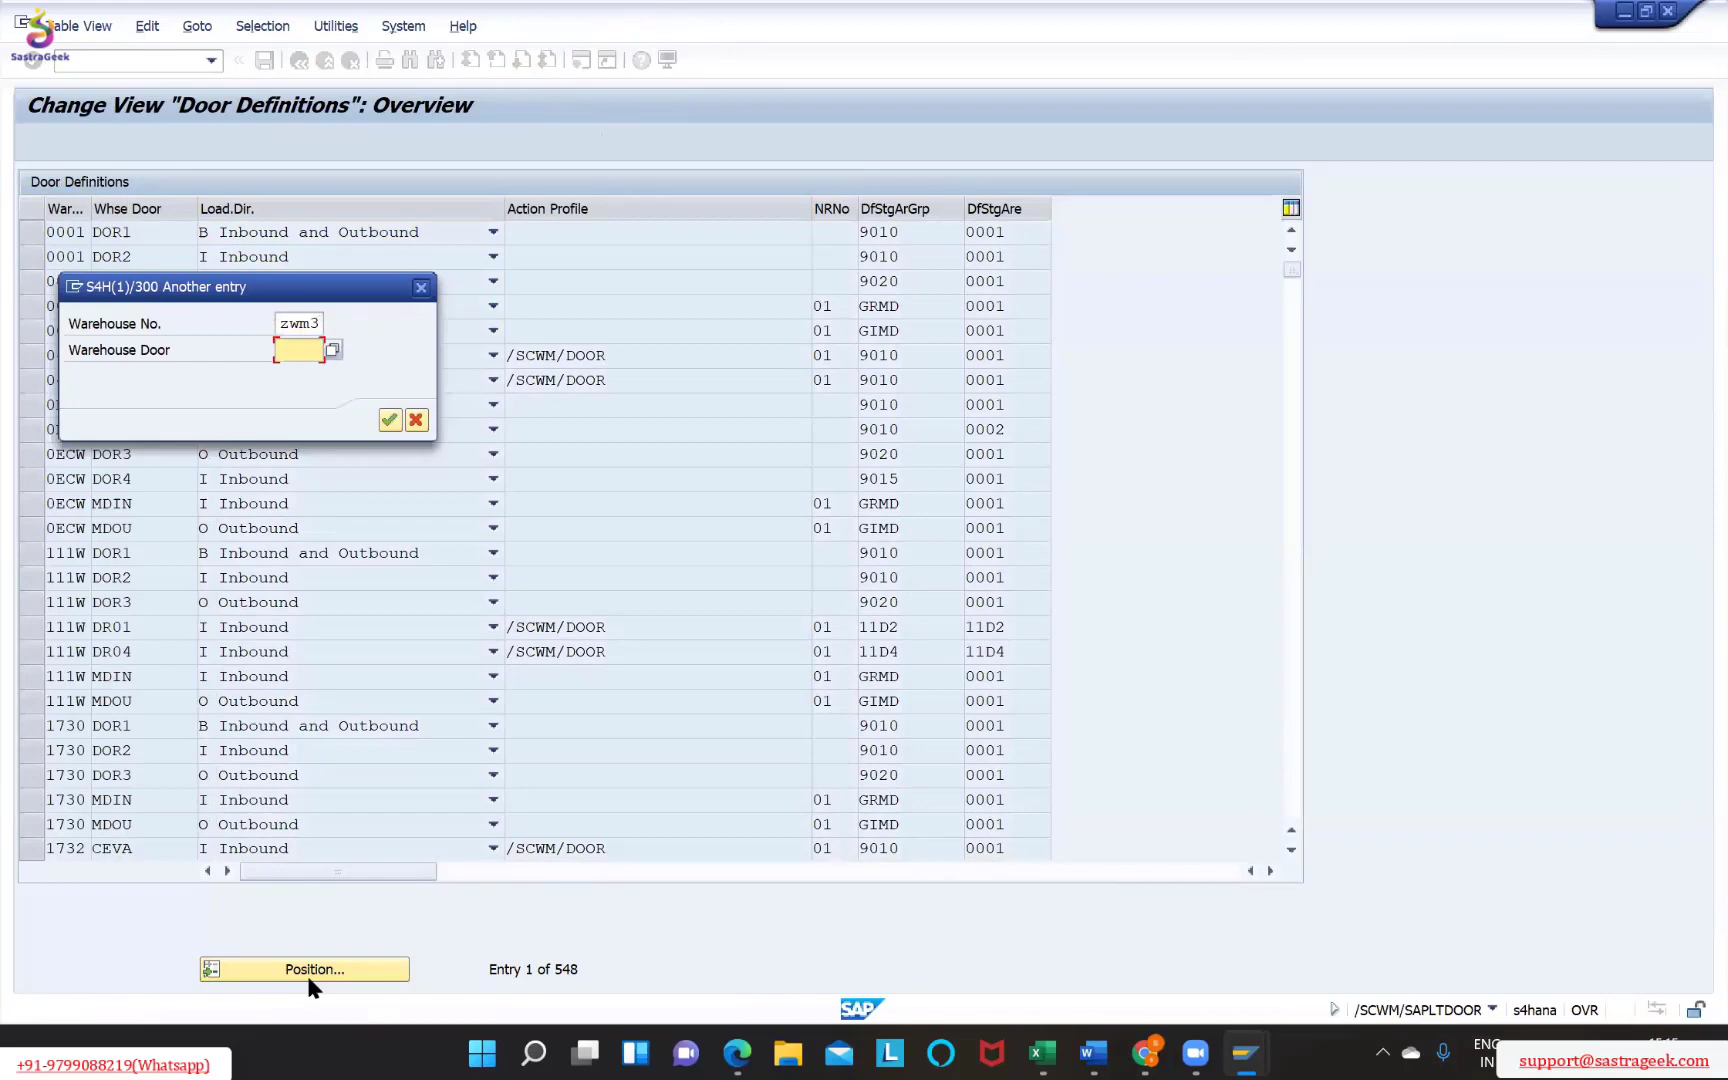 Table View Edit Goto Selection Utilities System Help
SastraGeek
Change View "Door Definitions": Overview
Door Definitions
War... Whse Door Load.Dir. Action Profile NRNo DfStgArGrp DfStgAre
0001 DOR1 B Inbound and Outbound 9010 0001
0001 DOR2 I Inbound 9010 0001
9020 0001
01 GRMD 0001
01 GIMD 0001
/SCWM/DOOR 01 9010 0001
/SCWM/DOOR 01 9010 0001
9010 0001
9010 0002
S4H(1)/300 Another entry
Warehouse No. zwm3
Warehouse Door
0ECW DOR3 O Outbound 9020 0001
0ECW DOR4 I Inbound 9015 0001
0ECW MDIN I Inbound 01 GRMD 0001
0ECW MDOU O Outbound 01 GIMD 0001
111W DOR1 B Inbound and Outbound 9010 0001
111W DOR2 I Inbound 9010 0001
111W DOR3 O Outbound 9020 0001
111W DR01 I Inbound /SCWM/DOOR 01 11D2 11D2
111W DR04 I Inbound /SCWM/DOOR 01 11D4 11D4
111W MDIN I Inbound 01 GRMD 0001
111W MDOU O Outbound 01 GIMD 0001
1730 DOR1 B Inbound and Outbound 9010 0001
1730 DOR2 I Inbound 9010 0001
1730 DOR3 O Outbound 9020 0001
1730 MDIN I Inbound 01 GRMD 0001
1730 MDOU O Outbound 01 GIMD 0001
1732 CEVA I Inbound /SCWM/DOOR 01 9010 0001
Position... Entry 1 of 548
SAP /SCWM/SAPLTDOOR s4hana OVR
ENG
IN
+91-9799088219(Whatsapp)
support@sastrageek.com